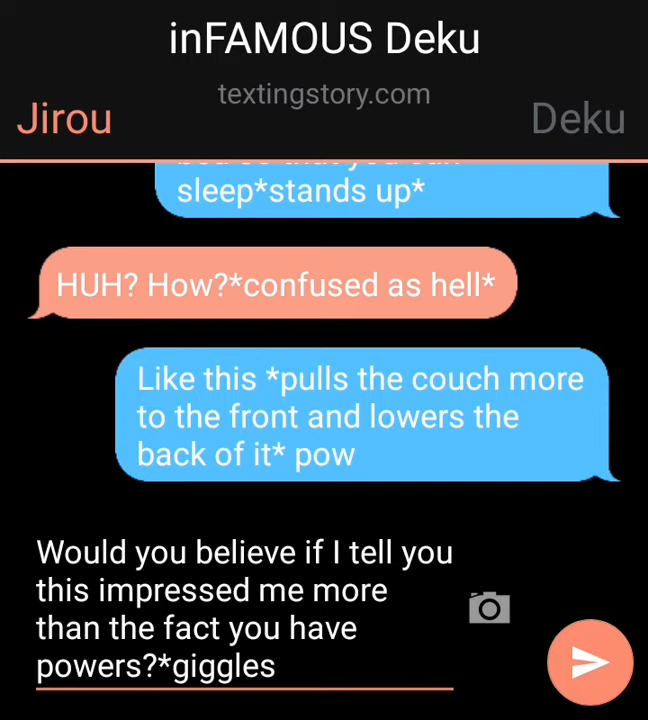 inFAMOUS Deku
textingstory.com
Jirou
Deku
sleep*stands up*
HUH? How?*confused as hell*
Like this *pulls the couch more
to the front and lowers the
back of it* pow
Would you believe if I tell you
this impressed me more
than the fact you have
powers?*giggles